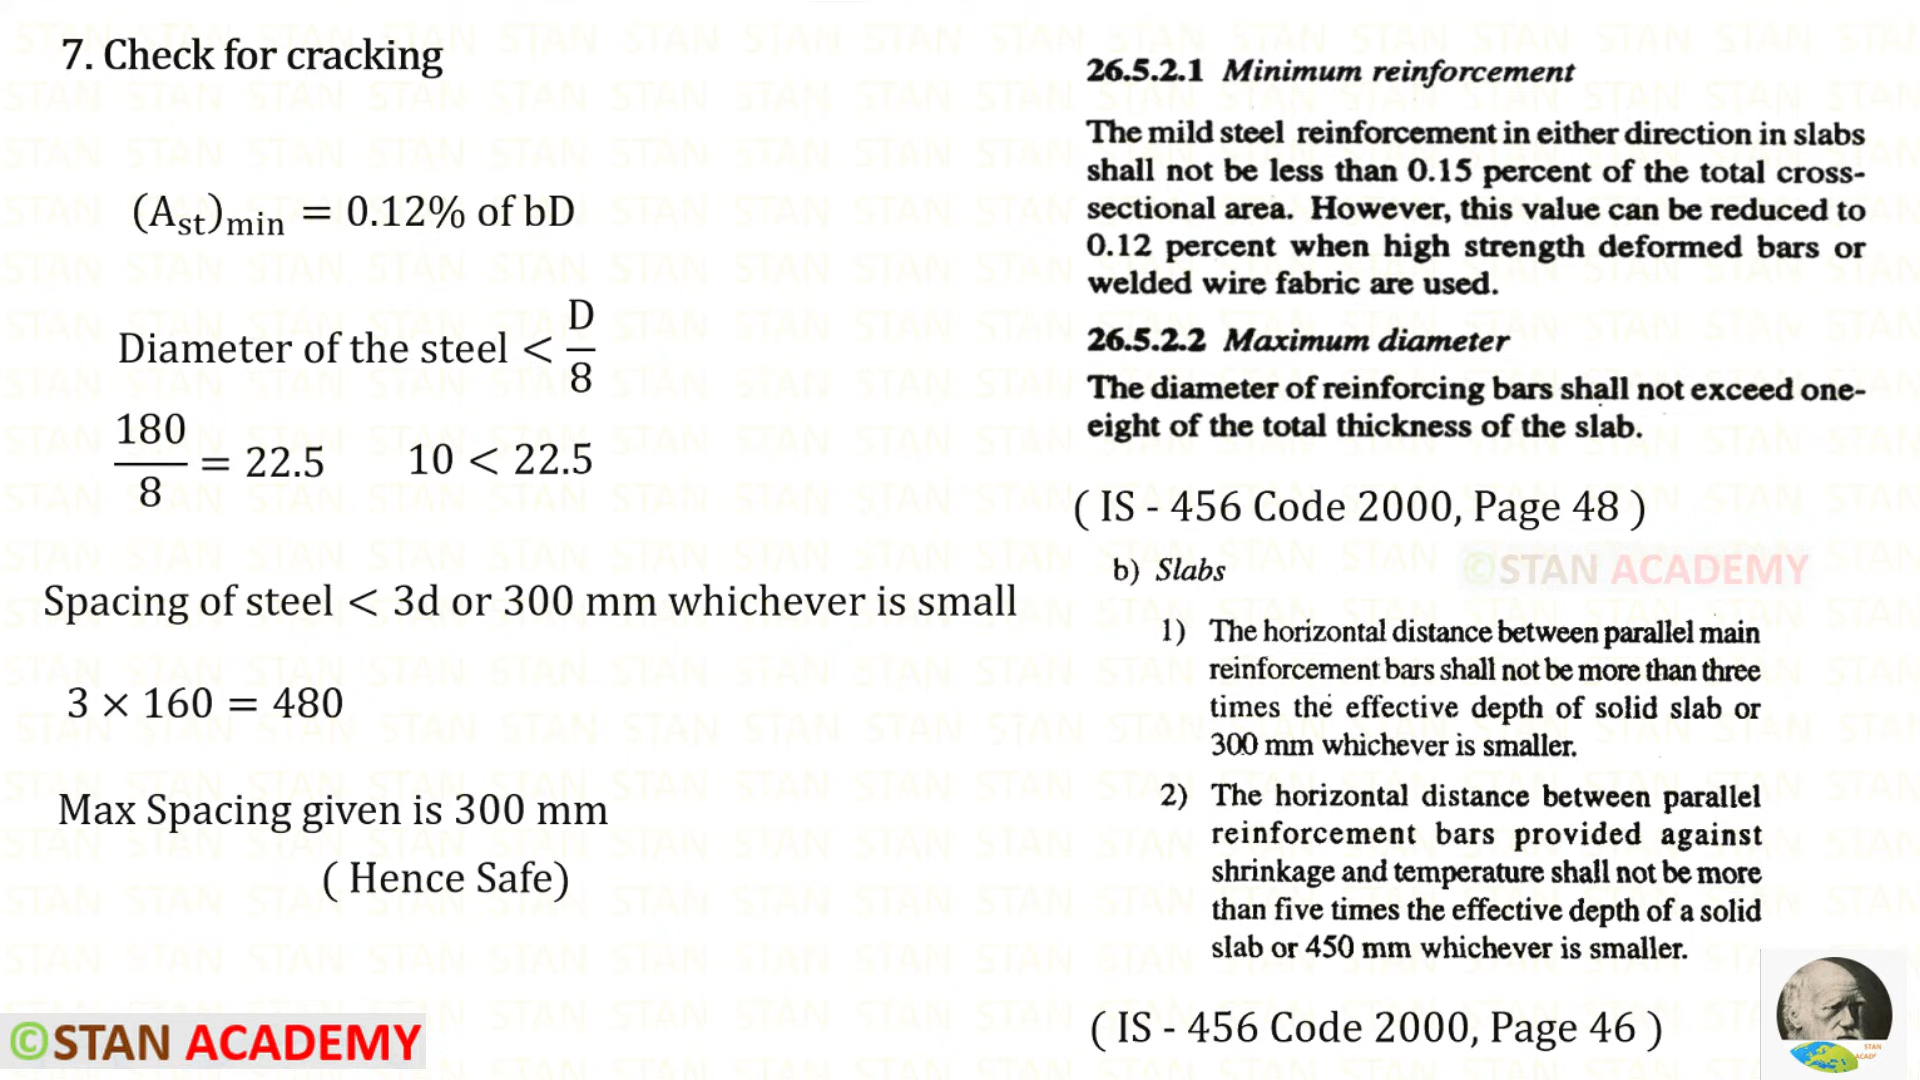 7. Check for cracking
(Ast)min = 0.12% of bD
Diameter of the steel < D/8
180/8 = 22.5 10 < 22.5
Spacing of steel < 3d or 300 mm whichever is small
3 × 160 = 480
Max Spacing given is 300 mm
( Hence Safe)
©STAN ACADEMY
26.5.2.1 Minimum reinforcement
The mild steel reinforcement in either direction in slabs
shall not be less than 0.15 percent of the total cross-
sectional area. However, this value can be reduced to
0.12 percent when high strength deformed bars or
welded wire fabric are used.
26.5.2.2 Maximum diameter
The diameter of reinforcing bars shall not exceed one-
eight of the total thickness of the slab.
( IS - 456 Code 2000, Page 48 )
©STAN ACADEMY
b) Slabs
1) The horizontal distance between parallel main
reinforcement bars shall not be more than three
times the effective depth of solid slab or
300 mm whichever is smaller.
2) The horizontal distance between parallel
reinforcement bars provided against
shrinkage and temperature shall not be more
than five times the effective depth of a solid
slab or 450 mm whichever is smaller.
( IS - 456 Code 2000, Page 46 )
STAN